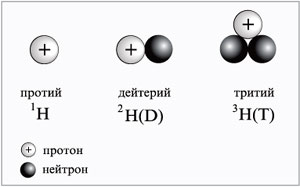 + + +
протий дейтерий тритий
¹H ²H(D) ³H(T)
+ протон
нейтрон